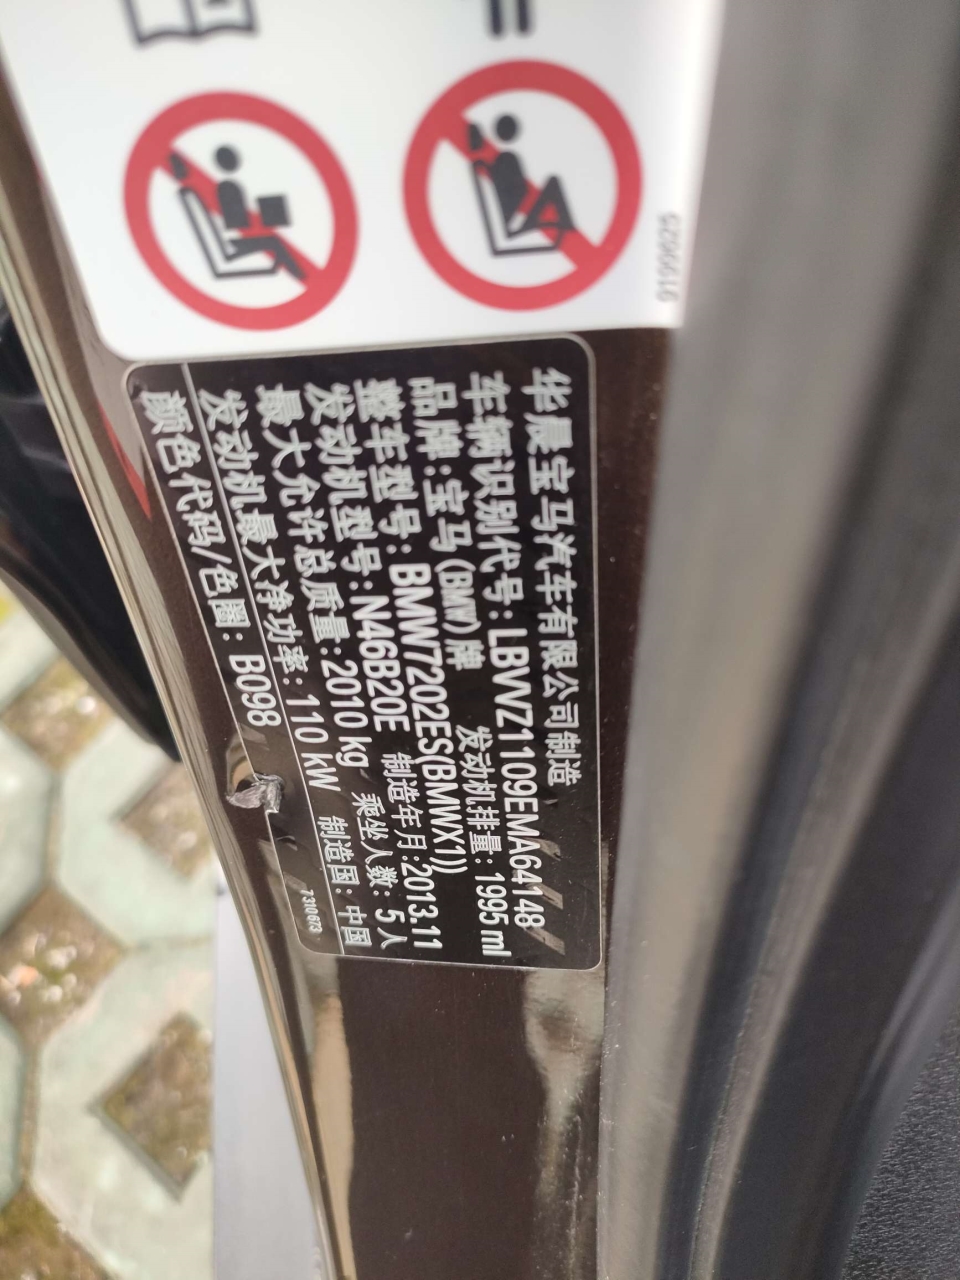 华晨宝马汽车有限公司制造
车辆识别代号: LBVVZ1109EMA64148
品牌: 宝马(BMW)牌 发动机排量: 1995 ml
整车型号: BMW7202ES(BMWX1))
发动机型号: N46B20E 制造年月: 2013.11
最大允许总质量: 2010 kg 乘坐人数: 5人
发动机最大净功率: 110 kW 制造国: 中国
颜色代码/色圈: B098
7310673